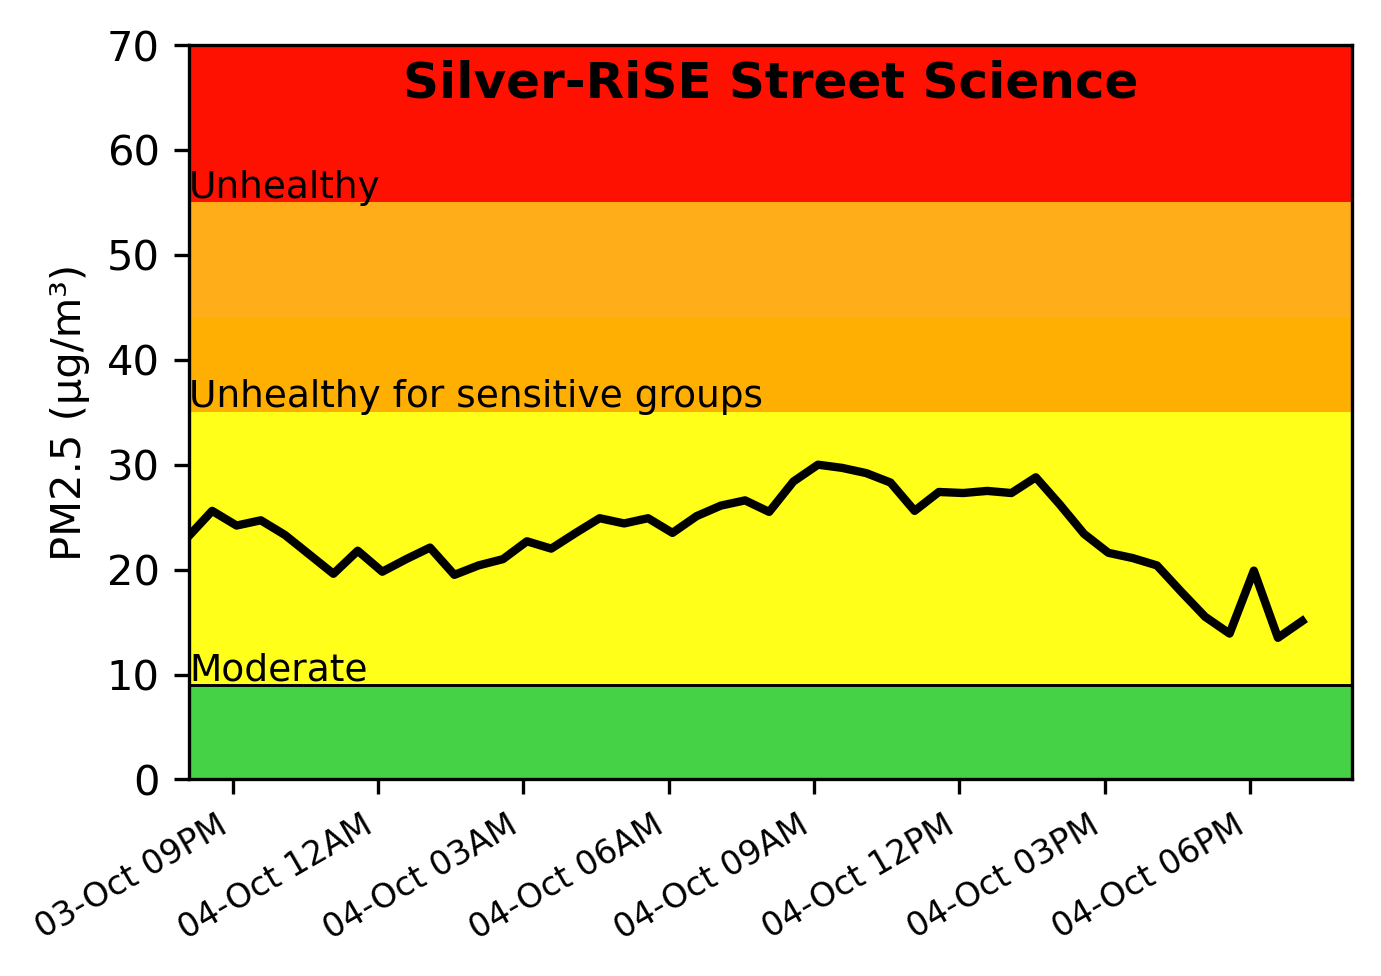 Silver-RiSE Street Science
70
60
Unhealthy
50
40
Unhealthy for sensitive groups
30
20
Moderate
10
0
PM2.5 (µg/m³)
03-Oct 09PM
04-Oct 12AM
04-Oct 03AM
04-Oct 06AM
04-Oct 09AM
04-Oct 12PM
04-Oct 03PM
04-Oct 06PM